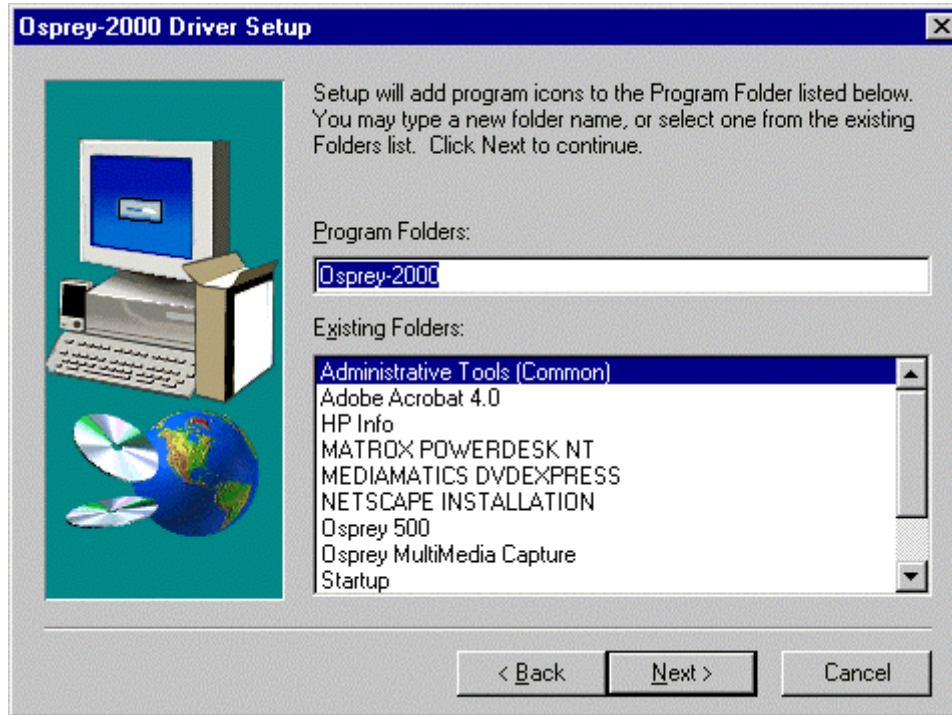 Osprey-2000 Driver Setup
Setup will add program icons to the Program Folder listed below.
You may type a new folder name, or select one from the existing
Folders list.  Click Next to continue.
Program Folders:
Osprey-2000
Existing Folders:
Administrative Tools (Common)
Adobe Acrobat 4.0
HP Info
MATROX POWERDESK NT
MEDIAMATICS DVDEXPRESS
NETSCAPE INSTALLATION
Osprey 500
Osprey MultiMedia Capture
Startup
< Back
Next >
Cancel